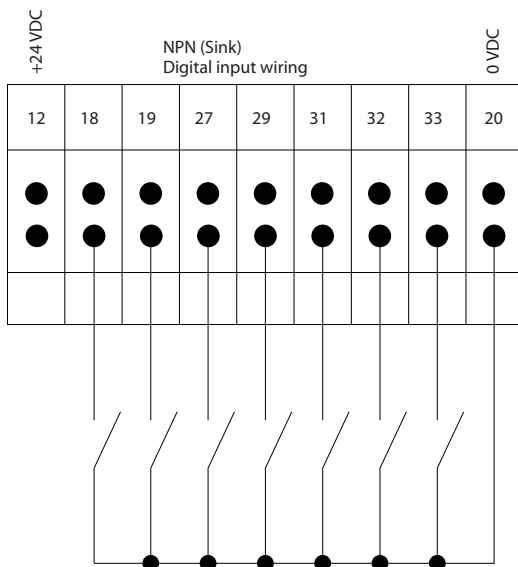 +24 VDC
NPN (Sink)
Digital input wiring
0 VDC
12 18 19 27 29 31 32 33 20